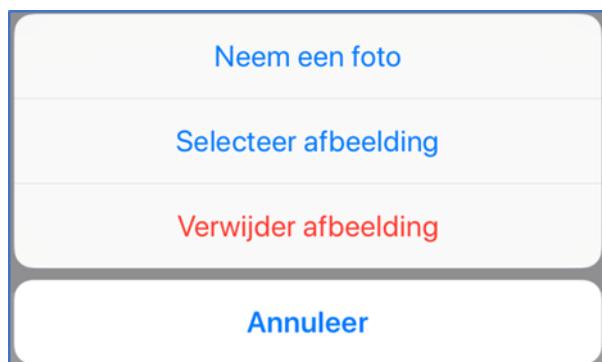 Neem een foto
Selecteer afbeelding
Verwijder afbeelding
Annuleer